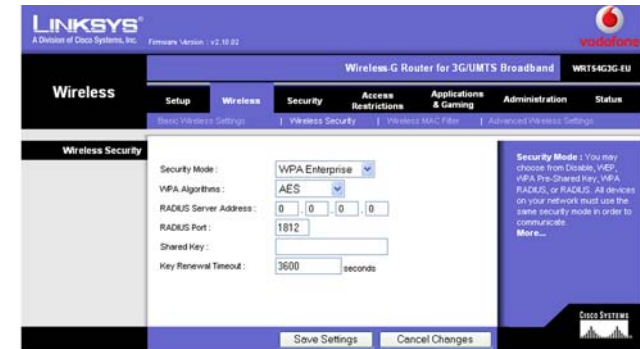 LINKSYS®
A Division of Cisco Systems, Inc.
Firmware Version : v2.10.02
vodafone
Wireless-G Router for 3G/UMTS Broadband
WRT54G3G-EU
Wireless
Setup
Wireless
Security
Access Restrictions
Applications & Gaming
Administration
Status
Basic Wireless Settings
| Wireless Security
| Wireless MAC Filter
| Advanced Wireless Settings
Wireless Security
Security Mode :
WPA Enterprise
WPA Algorithms :
AES
RADIUS Server Address :
0 . 0 . 0 . 0
RADIUS Port :
1812
Shared Key :
Key Renewal Timeout :
3600 seconds
Security Mode : You may
choose from Disable, WEP,
WPA Pre-Shared Key, WPA
RADIUS, or RADIUS. All devices
on your network must use the
same security mode in order to
communicate.
More...
Save Settings
Cancel Changes
CISCO SYSTEMS